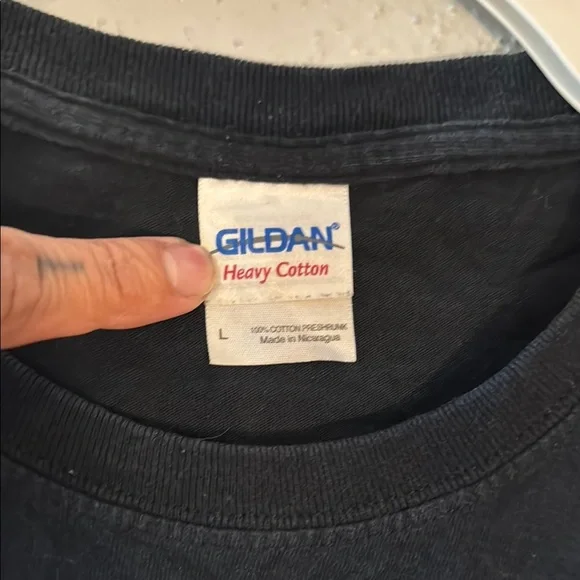 GILDAN®
Heavy Cotton
L
100% COTTON PRESHRUNK
Made in Nicaragua